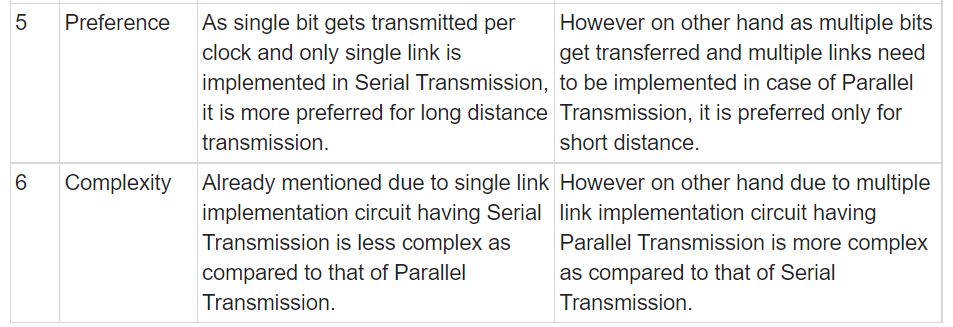 5
Preference
As single bit gets transmitted per
clock and only single link is
implemented in Serial Transmission,
it is more preferred for long distance
transmission.
However on other hand as multiple bits
get transferred and multiple links need
to be implemented in case of Parallel
Transmission, it is preferred only for
short distance.
6
Complexity
Already mentioned due to single link
implementation circuit having Serial
Transmission is less complex as
compared to that of Parallel
Transmission.
However on other hand due to multiple
link implementation circuit having
Parallel Transmission is more complex
as compared to that of Serial
Transmission.